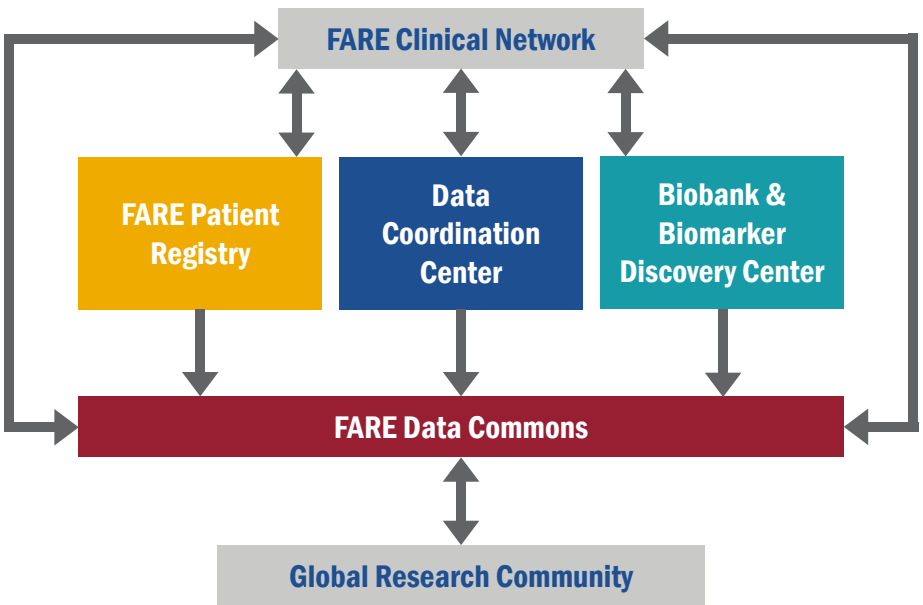 FARE Clinical Network
FARE Patient
Registry
Data
Coordination
Center
Biobank &
Biomarker
Discovery Center
FARE Data Commons
Global Research Community